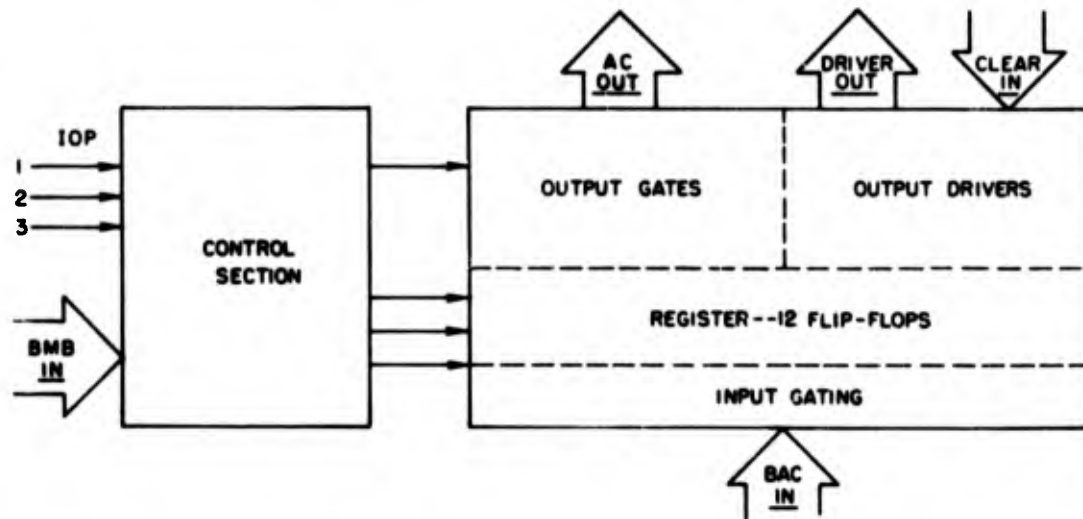 AC
OUT
DRIVER
OUT
CLEAR
IN
IOP
1
2
3
OUTPUT GATES
OUTPUT DRIVERS
CONTROL
SECTION
REGISTER--12 FLIP-FLOPS
BMB
IN
INPUT GATING
BAC
IN